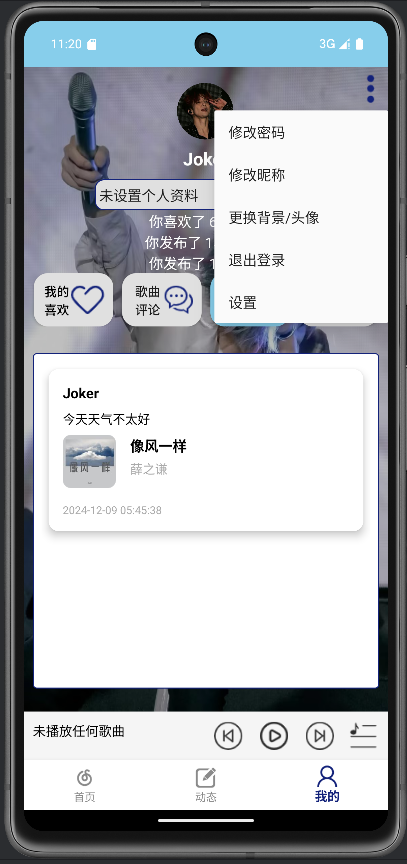 11:20
3G
修改密码
Joke
修改昵称
未设置个人资料
更换背景/头像
你喜欢了 6
你发布了 1
退出登录
你发布了 1
我的
喜欢
歌曲
评论
设置
Joker
今天天气不太好
像风一样
像风一样
薛之谦
2024-12-09 05:45:38
未播放任何歌曲
首页
动态
我的